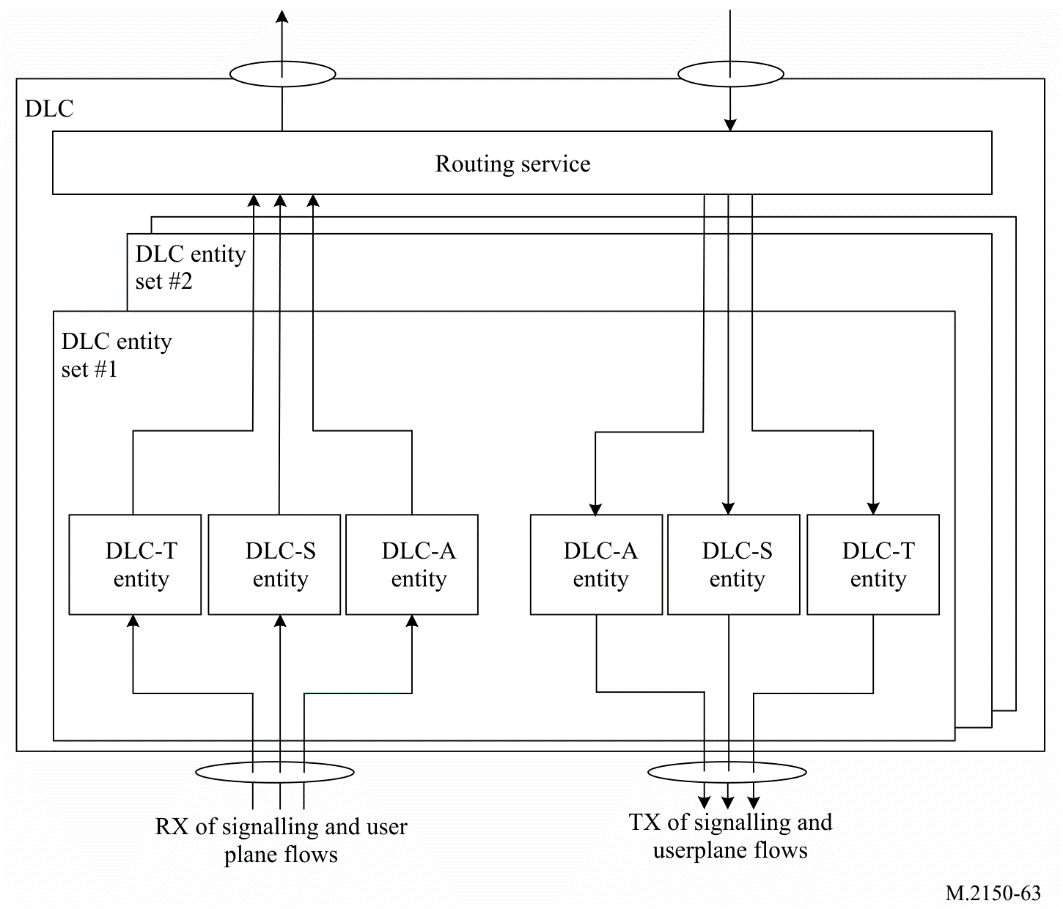 DLC
Routing service
DLC entity
set #2
DLC entity
set #1
DLC-T
entity
DLC-S
entity
DLC-A
entity
DLC-A
entity
DLC-S
entity
DLC-T
entity
RX of signalling and user
plane flows
TX of signalling and
userplane flows
M.2150-63